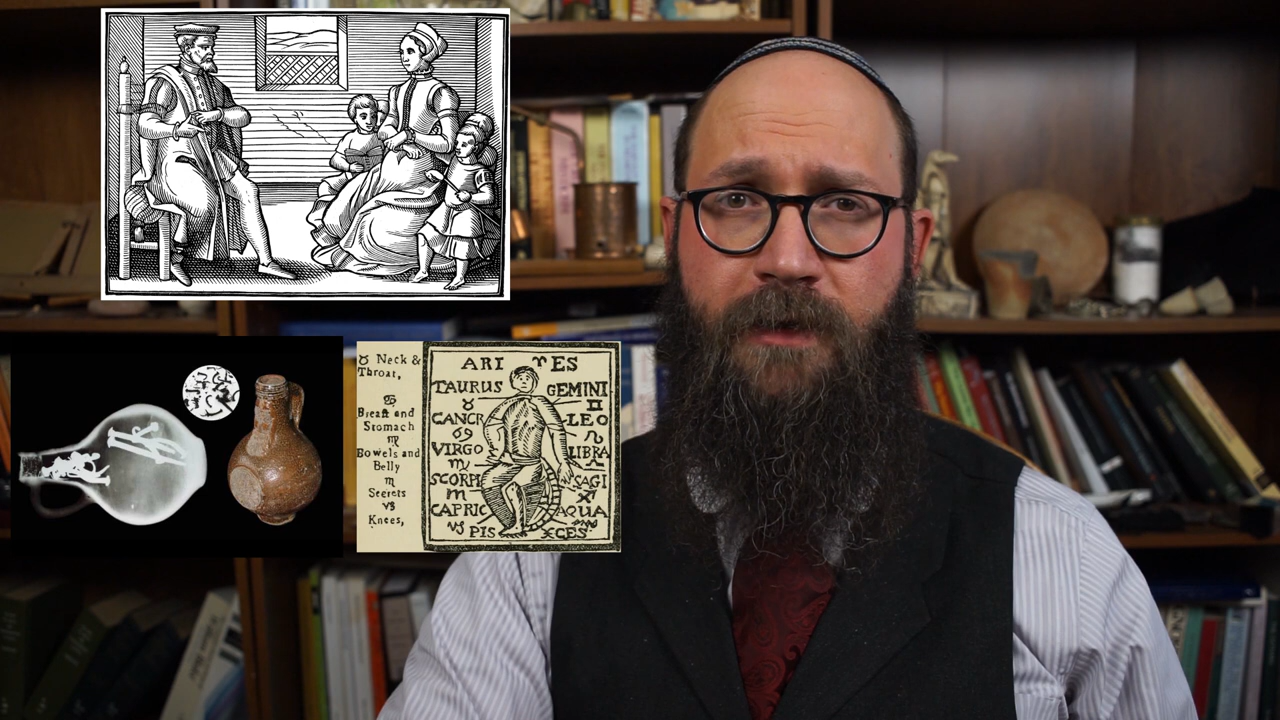 ♉ Neck &
Throat,
♋
Breaſt and
Stomach
♍
Bowels and
Belly
♏
Secrets
♑
Knees,
ARI ♈ ES
TAURUS GEMINI
♉ ♊
CANCR LEO
♋ ♌
VIRGO LIBRA
♍ ♎
SCORPI SAGI
♏ ♐
CAPRIC AQUA
♑ PIS ♓ CES